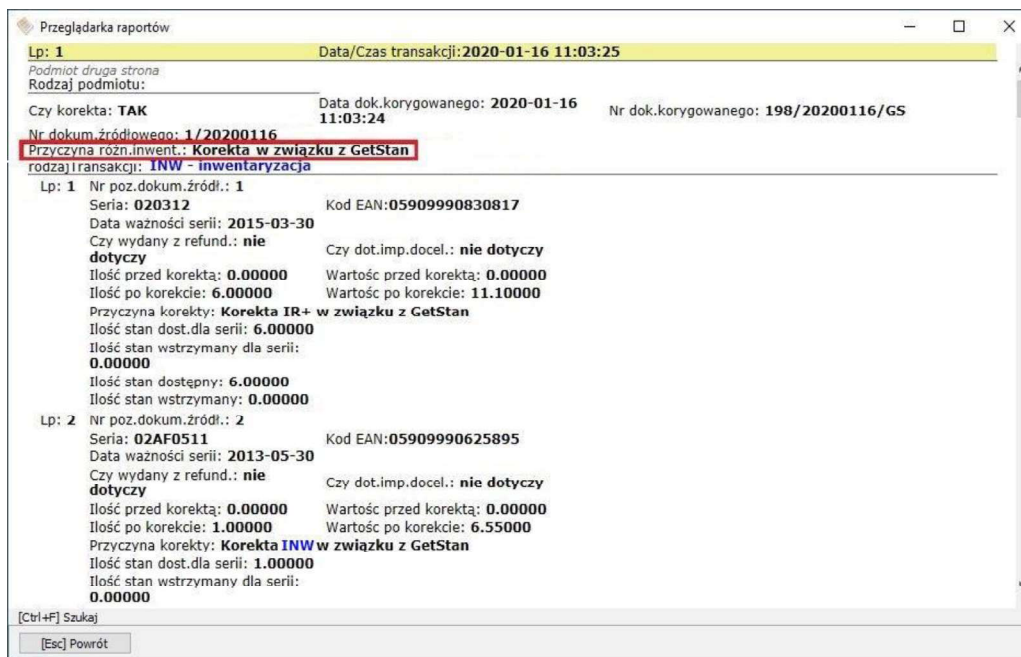 Przeglądarka raportów
Lp: 1 Data/Czas transakcji:2020-01-16 11:03:25
Podmiot druga strona
Rodzaj podmiotu:
Czy korekta: TAK Data dok.korygowanego: 2020-01-16 11:03:24 Nr dok.korygowanego: 198/20200116/GS
Nr dokum.źródłowego: 1/20200116
Przyczyna różn.inwent.: Korekta w związku z GetStan
rodzajTransakcji: INW - inwentaryzacja
Lp: 1 Nr poz.dokum.źródł.: 1
Seria: 020312 Kod EAN:05909990830817
Data ważności serii: 2015-03-30
Czy wydany z refund.: nie dotyczy Czy dot.imp.docel.: nie dotyczy
Ilość przed korektą: 0.00000 Wartośc przed korektą: 0.00000
Ilość po korekcie: 6.00000 Wartośc po korekcie: 11.10000
Przyczyna korekty: Korekta IR+ w związku z GetStan
Ilość stan dost.dla serii: 6.00000
Ilość stan wstrzymany dla serii:
0.00000
Ilość stan dostępny: 6.00000
Ilość stan wstrzymany: 0.00000
Lp: 2 Nr poz.dokum.źródł.: 2
Seria: 02AF0511 Kod EAN:05909990625895
Data ważności serii: 2013-05-30
Czy wydany z refund.: nie dotyczy Czy dot.imp.docel.: nie dotyczy
Ilość przed korektą: 0.00000 Wartośc przed korektą: 0.00000
Ilość po korekcie: 1.00000 Wartośc po korekcie: 6.55000
Przyczyna korekty: Korekta INW w związku z GetStan
Ilość stan dost.dla serii: 1.00000
Ilość stan wstrzymany dla serii:
0.00000
[Ctrl+F] Szukaj
[Esc] Powrót